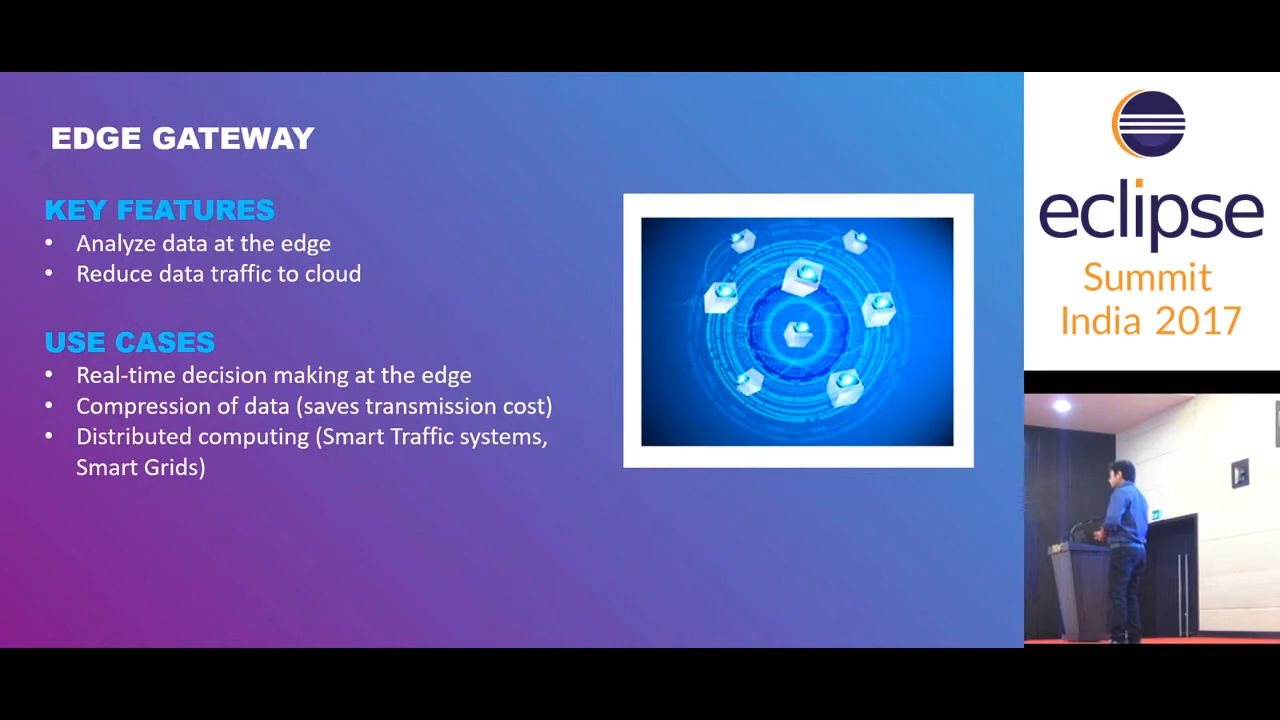 EDGE GATEWAY
KEY FEATURES
• Analyze data at the edge
• Reduce data traffic to cloud
USE CASES
• Real-time decision making at the edge
• Compression of data (saves transmission cost)
• Distributed computing (Smart Traffic systems,
Smart Grids)
eclipse
Summit
India 2017